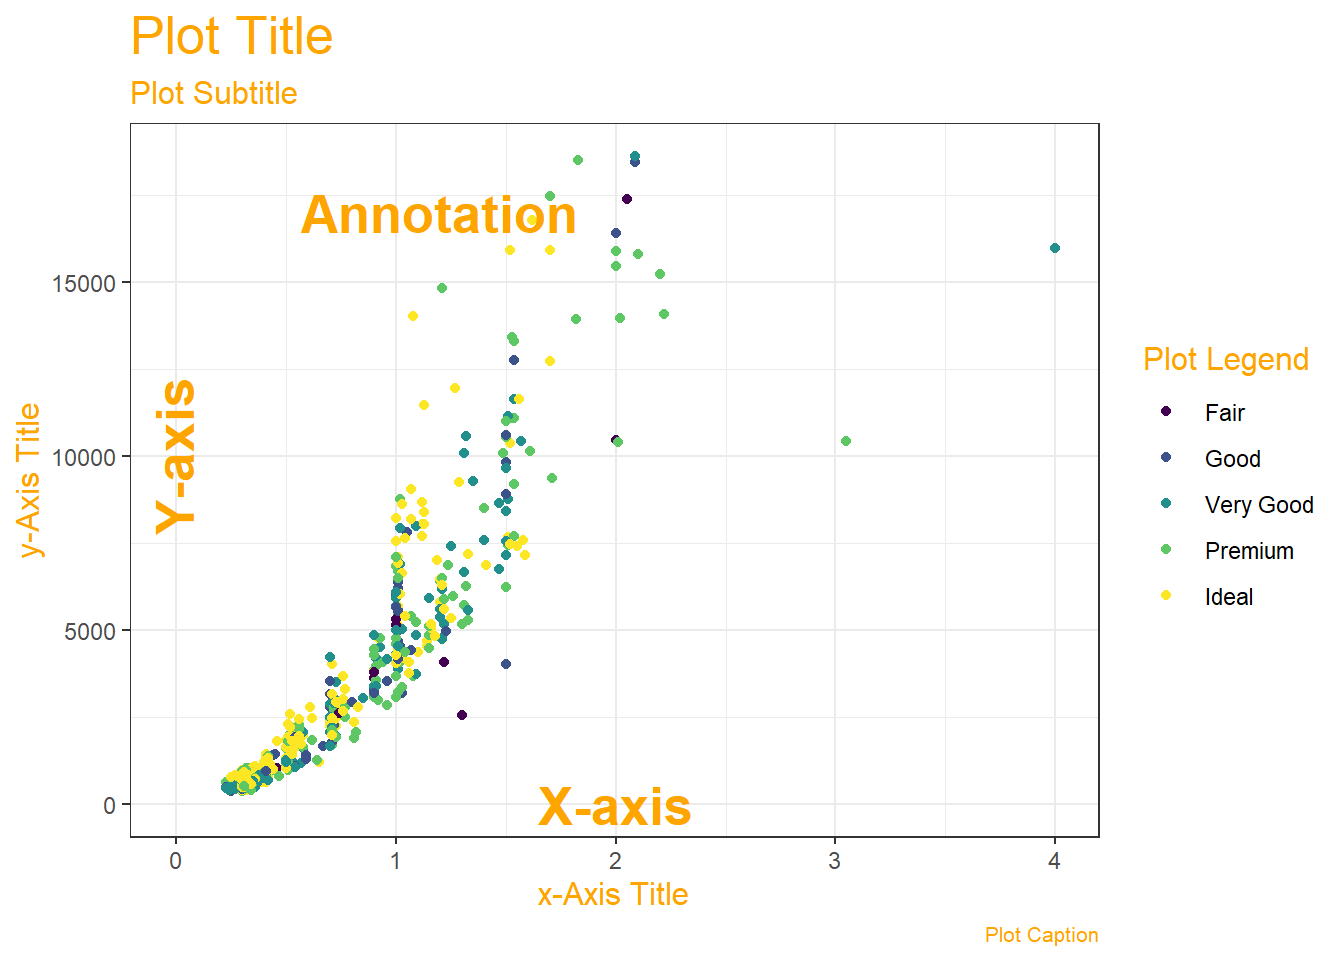 Plot Title
Plot Subtitle
Annotation
Y-axis
X-axis
y-Axis Title
15000
10000
5000
0
0 1 2 3 4
x-Axis Title
Plot Legend
Fair
Good
Very Good
Premium
Ideal
Plot Caption